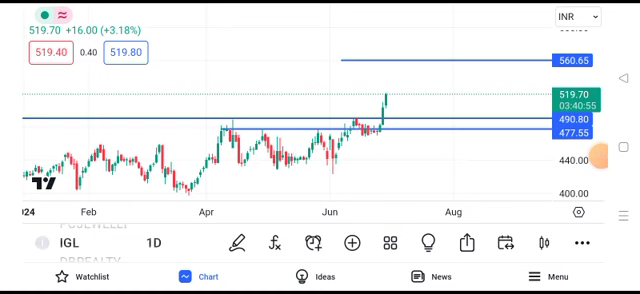 INR
519.70 +16.00 (+3.18%)
519.40 0.40 519.80
560.65
519.70
03:40:55
490.80
477.55
440.00
400.00
024 Feb Apr Jun Aug
IGL 1D
Watchlist Chart Ideas News Menu